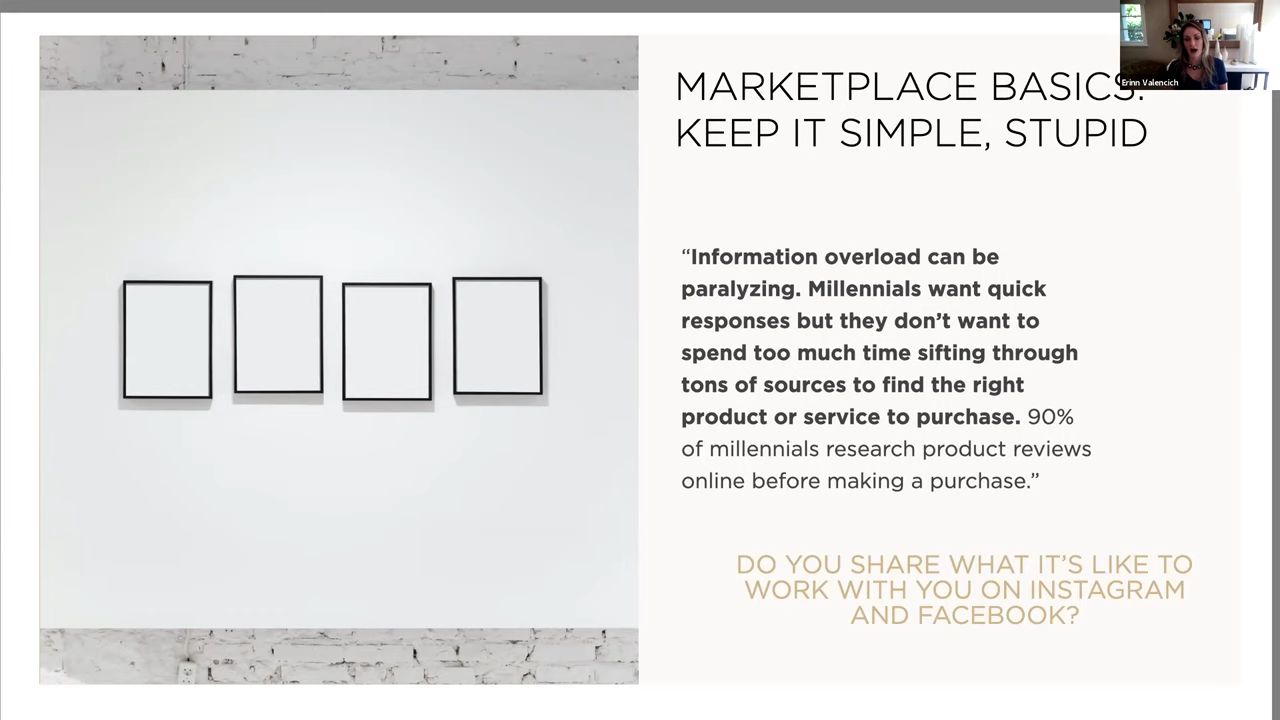 MARKETPLACE BASICS:
KEEP IT SIMPLE, STUPID
“Information overload can be
paralyzing. Millennials want quick
responses but they don’t want to
spend too much time sifting through
tons of sources to find the right
product or service to purchase. 90%
of millennials research product reviews
online before making a purchase.”
DO YOU SHARE WHAT IT’S LIKE TO
WORK WITH YOU ON INSTAGRAM
AND FACEBOOK?
Erinn Valencich